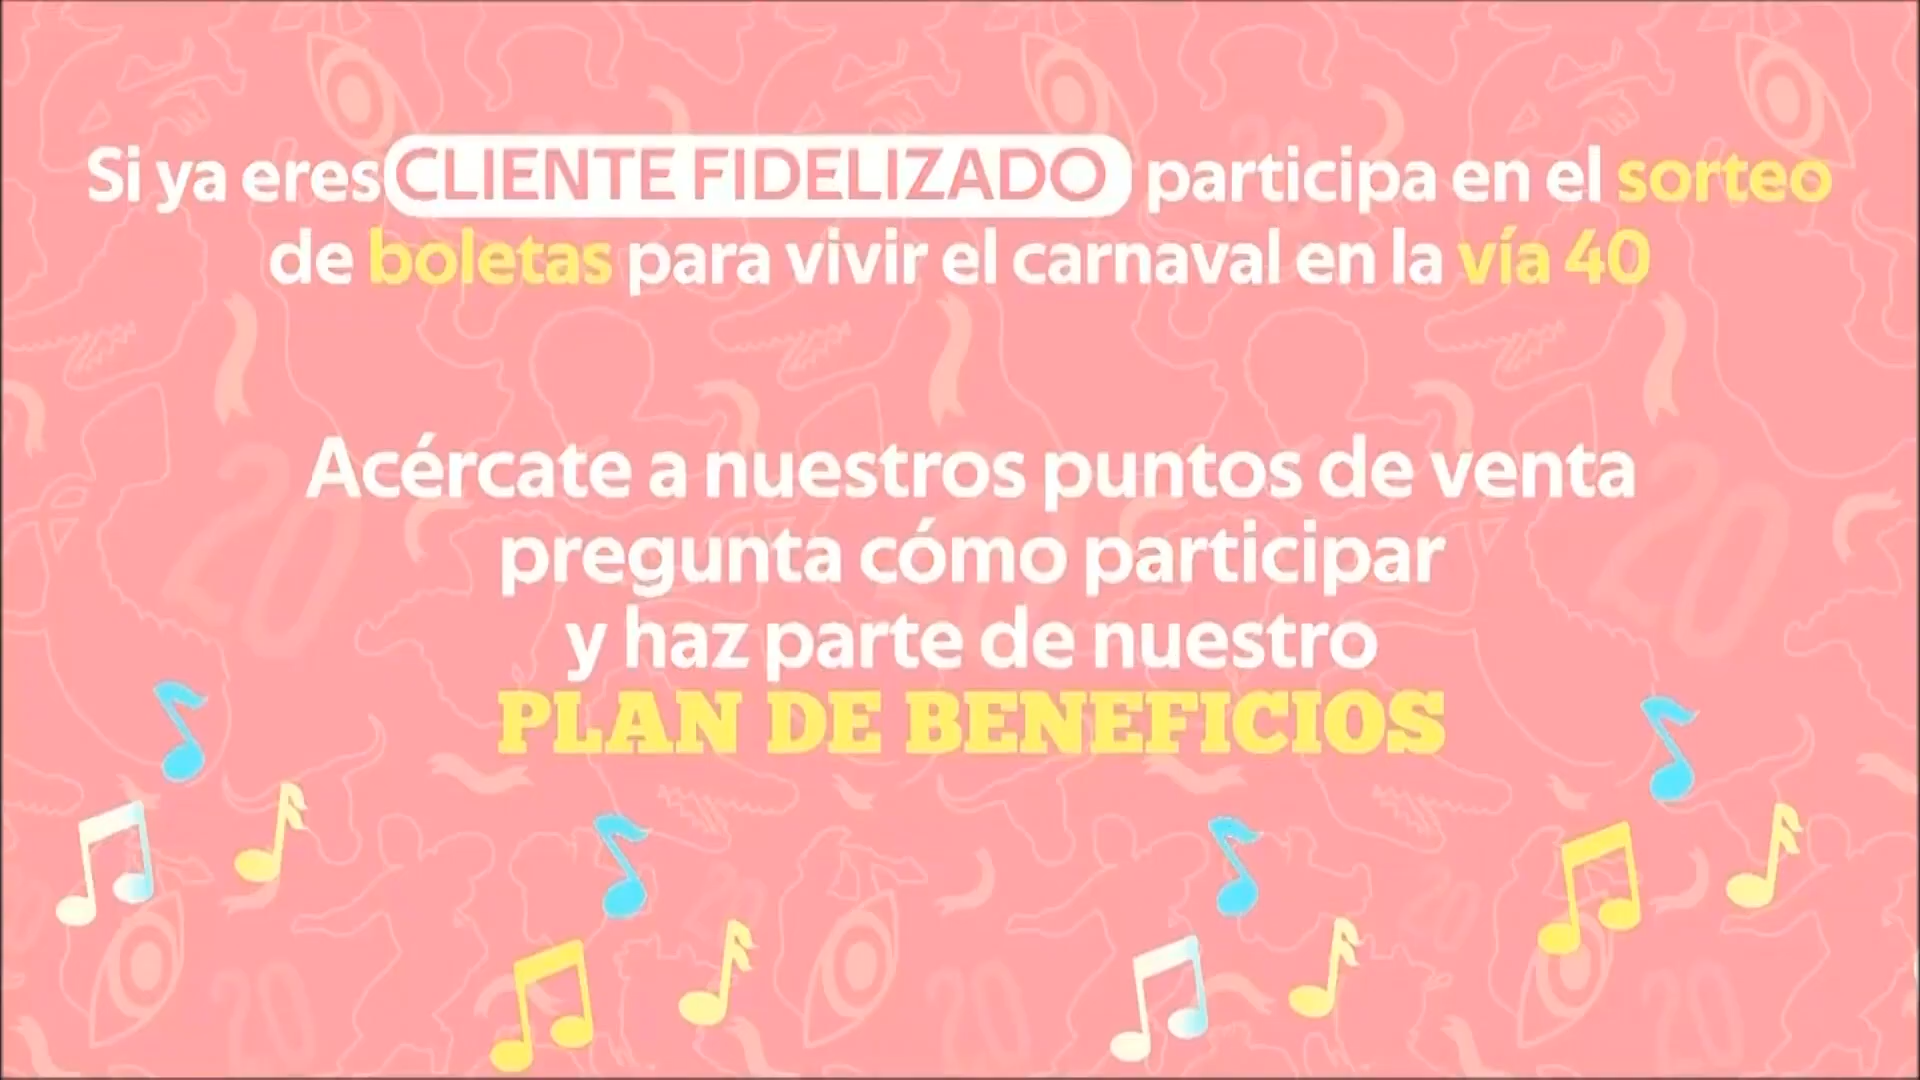 Si ya eres CLIENTE FIDELIZADO participa en el sorteo
de boletas para vivir el carnaval en la vía 40
Acércate a nuestros puntos de venta
pregunta cómo participar
y haz parte de nuestro
PLAN DE BENEFICIOS